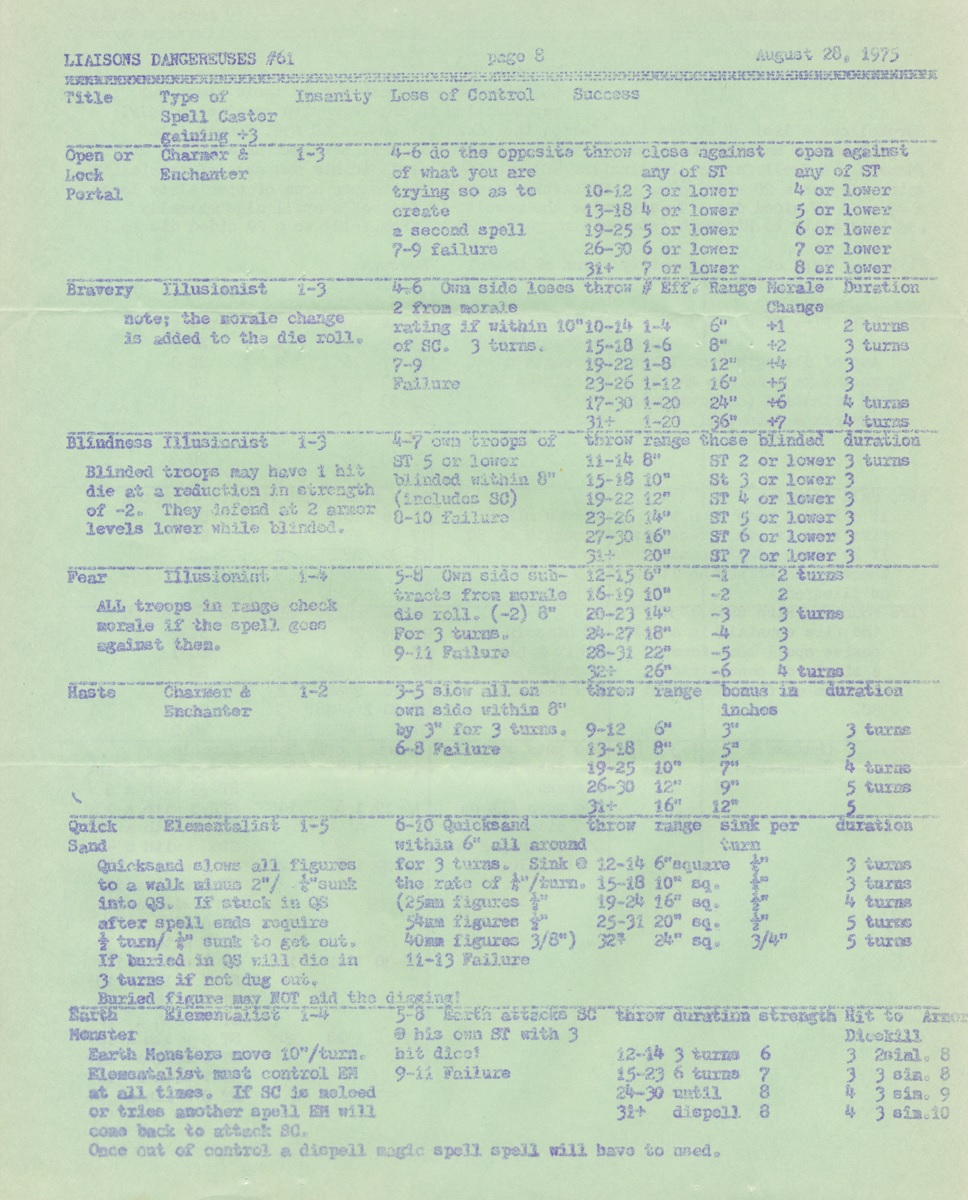 LIAISONS DANGEREUSES #61 page 8 August 28, 1975
Title Type of Insanity Loss of Control Success
Spell Caster
gaining +3
Open or Charmer & 1-3 4-6 do the opposite throw close against open against
Lock Enchanter of what you are any of ST any of ST
Portal trying so as to 10-12 3 or lower 4 or lower
create 13-18 4 or lower 5 or lower
a second spell 19-25 5 or lower 6 or lower
7-9 failure 26-30 6 or lower 7 or lower
31+ 7 or lower 8 or lower
Bravery Illusionist 1-3 4-6 Own side loses throw # Eff. Range Morale Duration
2 from morale Change
note; the morale change rating if within 10" 10-14 1-4 6" +1 2 turns
is added to the die roll. of SC. 3 turns. 15-18 1-6 8" +2 3 turns
7-9 19-22 1-8 12" +4 3
Failure 23-26 1-12 16" +5 3
17-30 1-20 24" +6 4 turns
31+ 1-20 36" +7 4 turns
Blindness Illusionist 1-3 4-7 own troops of throw range those blinded duration
ST 5 or lower 11-14 8" ST 2 or lower 3 turns
Blinded troops may have 1 hit blinded within 8" 15-18 10" St 3 or lower 3
die at a reduction in strength (includes SC) 19-22 12" ST 4 or lower 3
of -2. They defend at 2 armor 8-10 failure 23-26 14" ST 5 or lower 3
levels lower while blinded. 27-30 16" ST 6 or lower 3
31+ 20" ST 7 or lower 3
Fear Illusionist 1-4 5-8 Own side sub- 12-15 6" -1 2 turns
tracts from morale 16-19 10" -2 2
ALL troops in range check die roll. (-2) 8" 20-23 14" -3 3 turns
morale if the spell goes For 3 turns. 24-27 18" -4 3
against them. 9-11 Failure 28-31 22" -5 3
32+ 26" -6 4 turns
Haste Charmer & 1-2 3-5 slow all on throw range bonus in duration
Enchanter own side within 8" inches
by 3" for 3 turns. 9-12 6" 3" 3 turns
6-8 Failure 13-18 8" 5" 3
19-25 10" 7" 4 turns
26-30 12" 9" 5 turns
31+ 16" 12" 5
Quick Elementalist 1-5 6-10 Quicksand throw range sink per duration
Sand within 6" all around turn
Quicksand slows all figures for 3 turns. Sink @ 12-14 6"square ½" 3 turns
to a walk minus 2"/ ½"sunk the rate of ½"/turn. 15-18 10" sq. ½" 3 turns
into QS. If stuck in QS (25mm figures ½" 19-24 16" sq. ½" 4 turns
after spell ends require 54mm figures ½" 25-31 20" sq. ½" 5 turns
½ turn/ ½" sunk to get out. 40mm figures 3/8") 32+ 24" sq. 3/4" 5 turns
If buried in QS will die in 11-13 Failure
3 turns if not dug out.
Buried figure may NOT aid the digging!
Earth Elementalist 1-4 5-8 Earth attacks SC throw duration strength Hit to Armor
Monster @ his own ST with 3 Dicekill
Earth Monsters move 10"/turn. hit dice! 12-14 3 turns 6 3 2siml. 8
Elementalist must control EM 9-11 Failure 15-23 6 turns 7 3 3 sim. 8
at all times. If SC is meleed 24-30 until 8 4 3 sim. 9
or tries another spell EM will 31+ dispell 8 4 3 sim.10
come back to attack SC.
Once out of control a dispell magic spell spell will have to used.